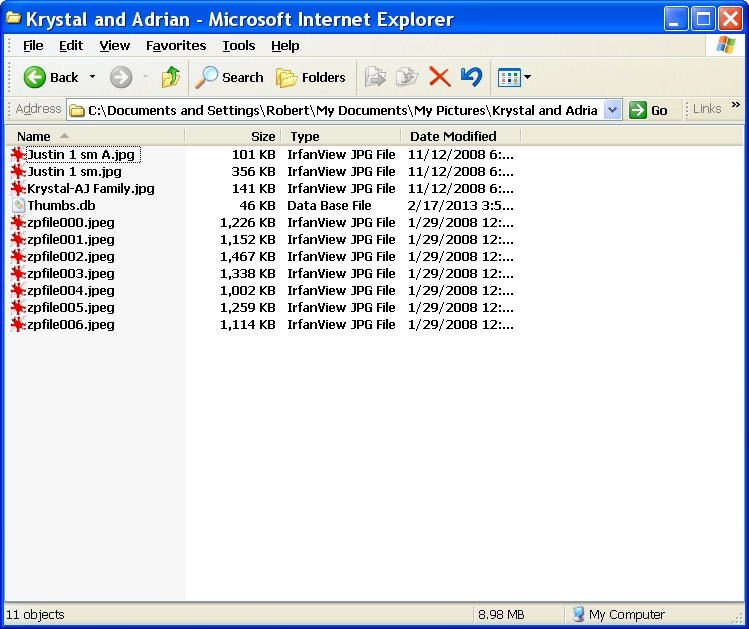 Krystal and Adrian - Microsoft Internet Explorer
File Edit View Favorites Tools Help
Back Search Folders
Address C:\Documents and Settings\Robert\My Documents\My Pictures\Krystal and Adria Go Links »
Name Size Type Date Modified
Justin 1 sm A.jpg 101 KB IrfanView JPG File 11/12/2008 6:...
Justin 1 sm.jpg 356 KB IrfanView JPG File 11/12/2008 6:...
Krystal-AJ Family.jpg 141 KB IrfanView JPG File 11/12/2008 6:...
Thumbs.db 46 KB Data Base File 2/17/2013 3:5...
zpfile000.jpeg 1,226 KB IrfanView JPG File 1/29/2008 12:...
zpfile001.jpeg 1,152 KB IrfanView JPG File 1/29/2008 12:...
zpfile002.jpeg 1,467 KB IrfanView JPG File 1/29/2008 12:...
zpfile003.jpeg 1,338 KB IrfanView JPG File 1/29/2008 12:...
zpfile004.jpeg 1,002 KB IrfanView JPG File 1/29/2008 12:...
zpfile005.jpeg 1,259 KB IrfanView JPG File 1/29/2008 12:...
zpfile006.jpeg 1,114 KB IrfanView JPG File 1/29/2008 12:...
11 objects 8.98 MB My Computer